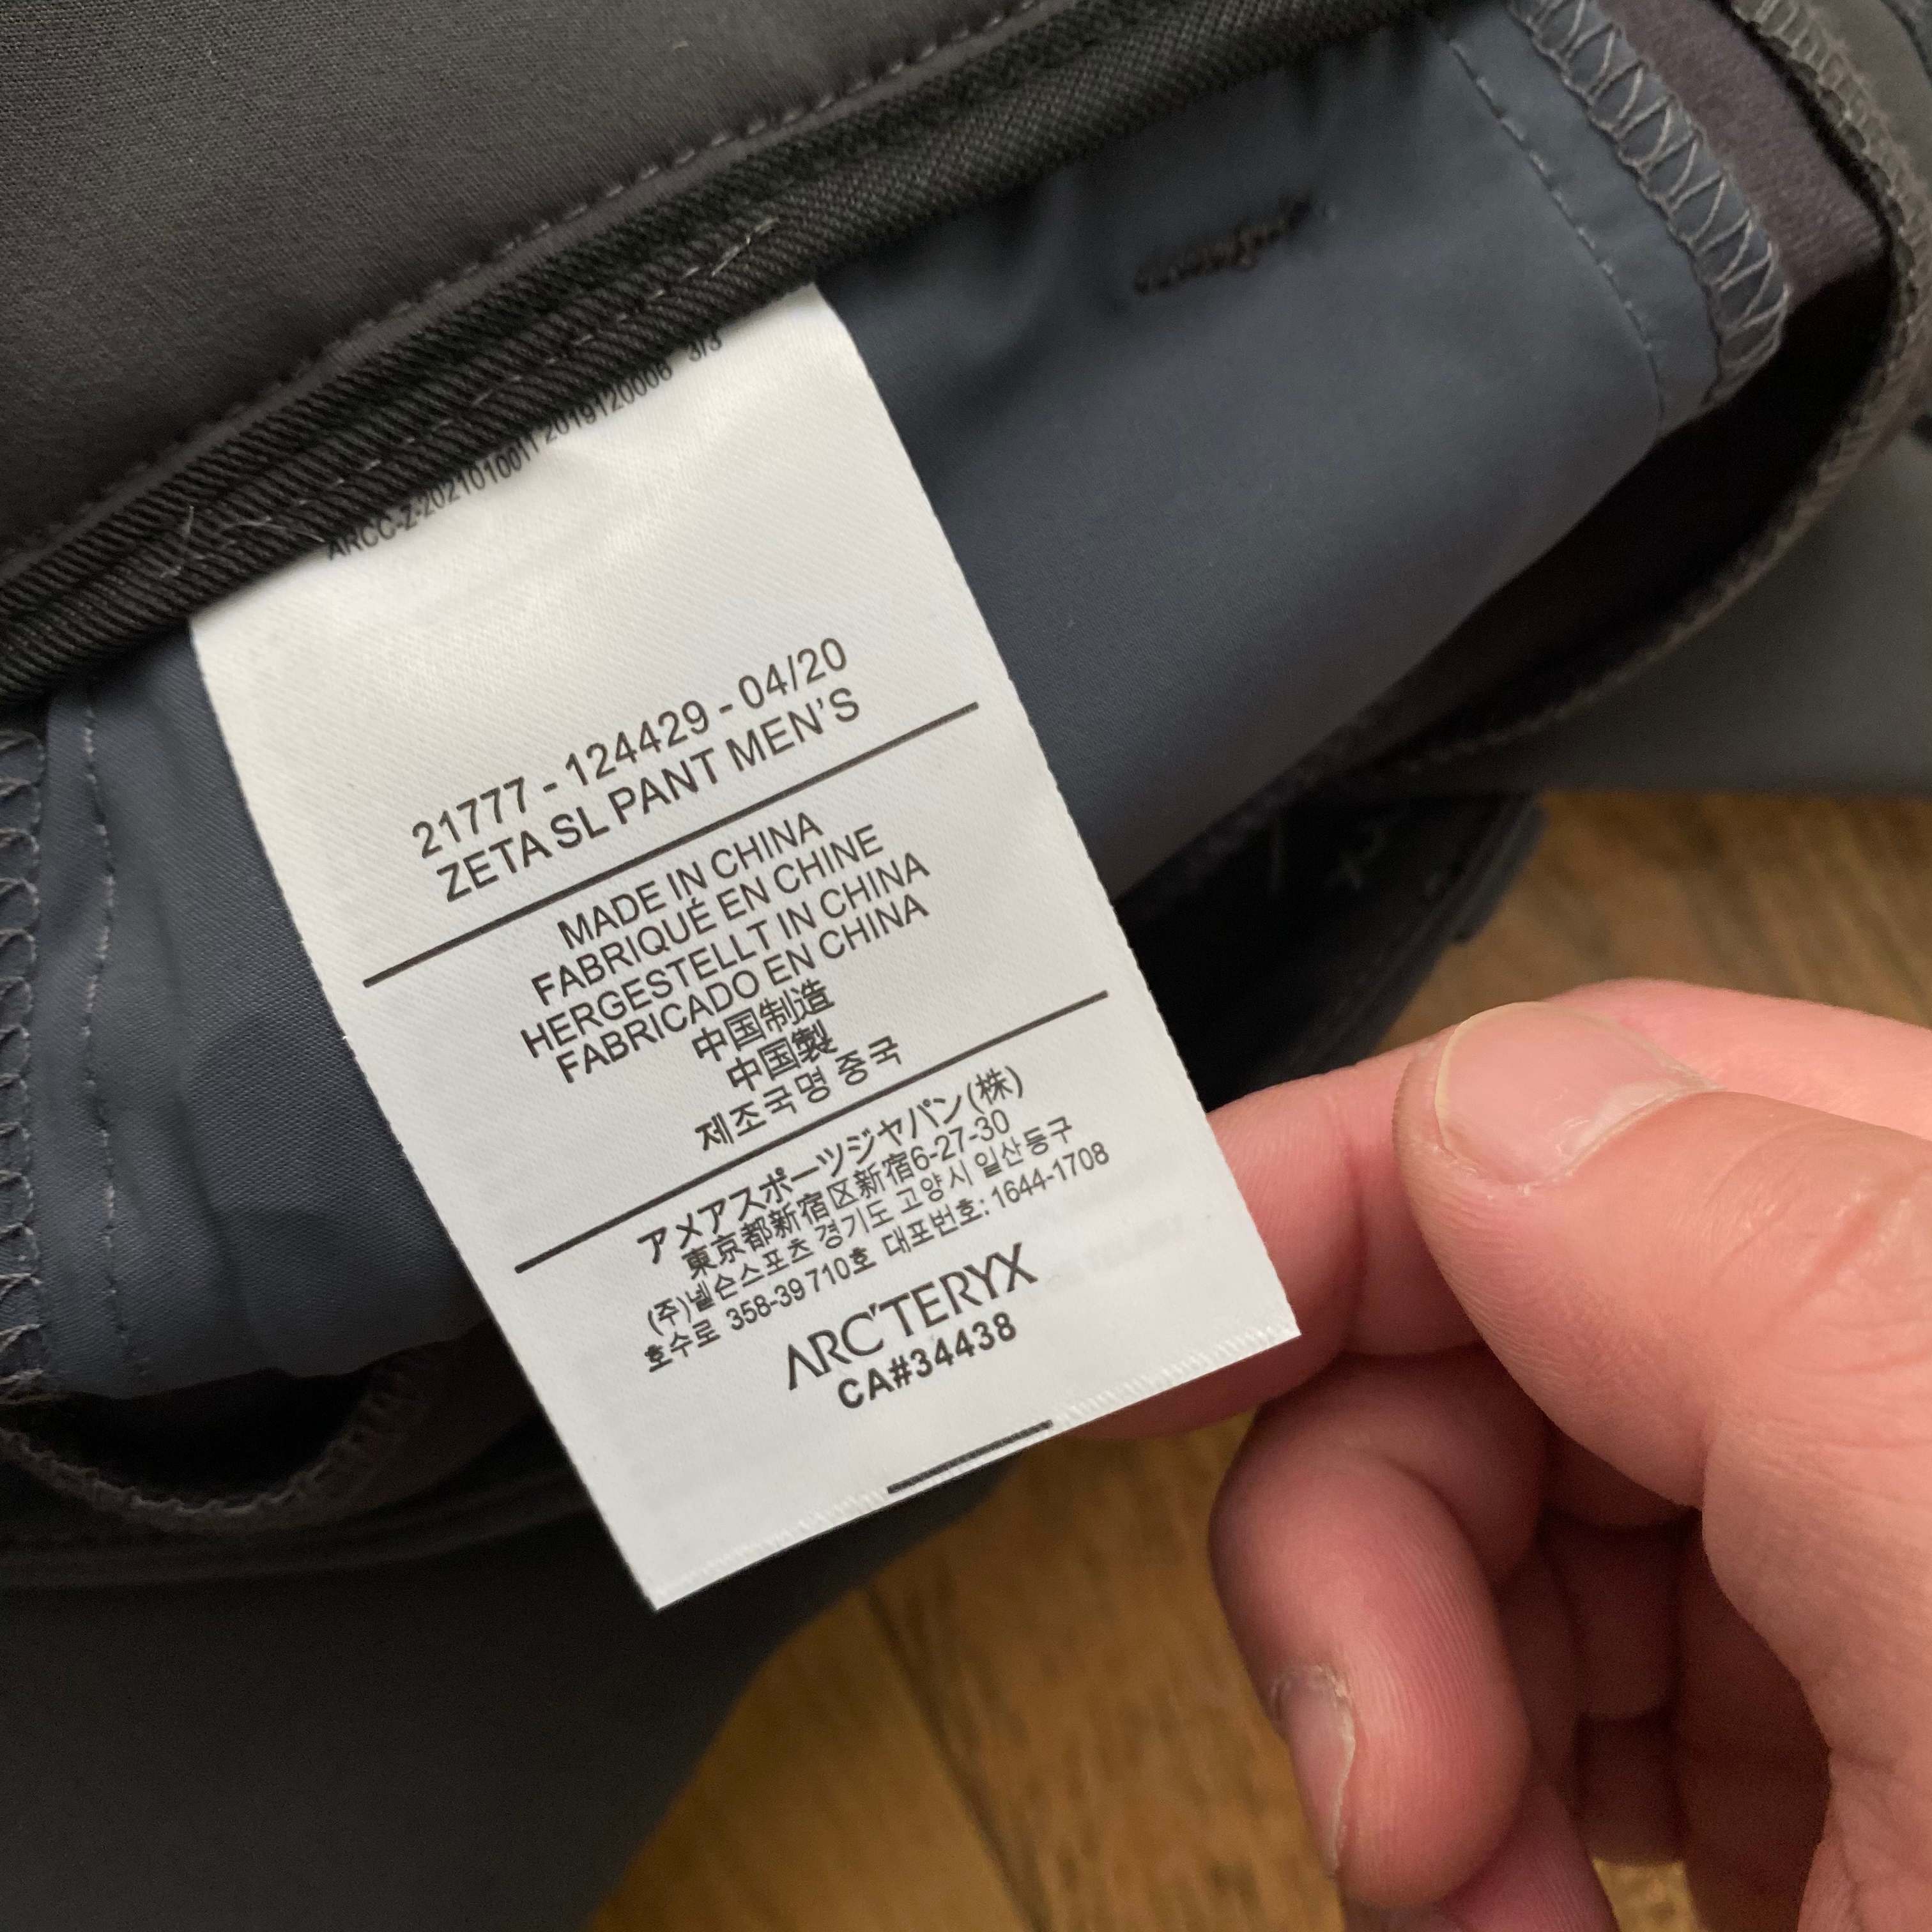 ARCC-Z-20210100112019120006 3/3
21777 - 124429 - 04/20
ZETA SL PANT MEN'S
MADE IN CHINA
FABRIQUÉ EN CHINE
HERGESTELLT IN CHINA
FABRICADO EN CHINA
中国制造
中国製
제조국명 중국
アメアスポーツジャパン(株)
東京都新宿区新宿6-27-30
(주)넬슨스포츠 경기도 고양시 일산동구
호수로 358-39 710호 대표번호: 1644-1708
ARC'TERYX
CA#34438